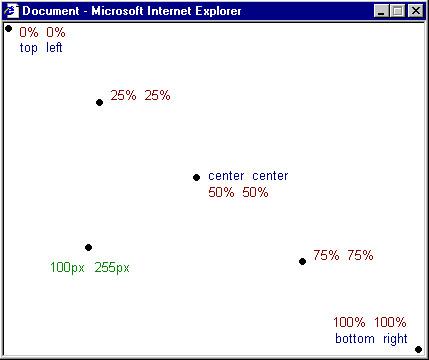 Document - Microsoft Internet Explorer
0% 0%
top left
25% 25%
center center
50% 50%
75% 75%
100px 255px
100% 100%
bottom right